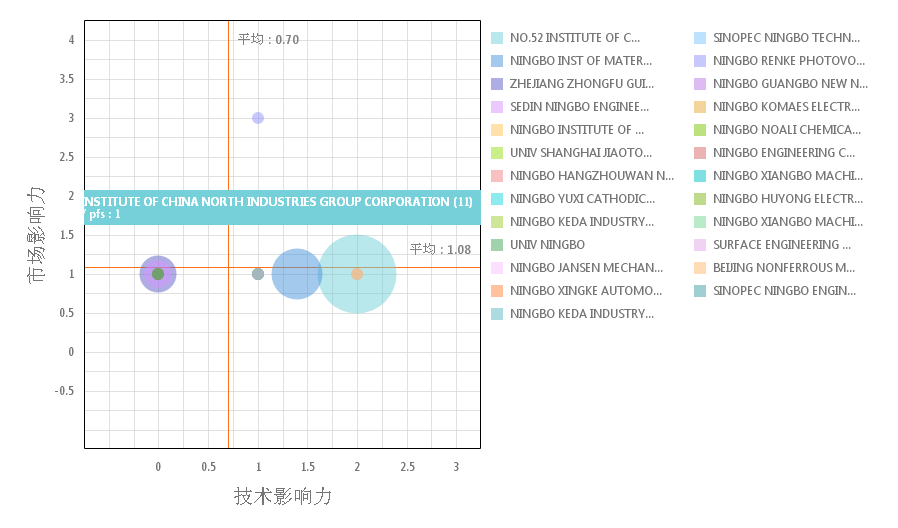 平均 : 0.70
4
3.5
3
2.5
2
1.5
1
0.5
0
-0.5
市场影响力
INSTITUTE OF CHINA NORTH INDUSTRIES GROUP CORPORATION (11)
/ pfs : 1
平均 : 1.08
0 0.5 1 1.5 2 2.5 3
技术影响力
NO.52 INSTITUTE OF C...
NINGBO INST OF MATER...
ZHEJIANG ZHONGFU GUI...
SEDIN NINGBO ENGINEE...
NINGBO INSTITUTE OF ...
UNIV SHANGHAI JIAOTO...
NINGBO HANGZHOUWAN N...
NINGBO YUXI CATHODIC...
NINGBO KEDA INDUSTRY...
UNIV NINGBO
NINGBO JANSEN MECHAN...
NINGBO XINGKE AUTOMO...
NINGBO KEDA INDUSTRY...
SINOPEC NINGBO TECHN...
NINGBO RENKE PHOTOVO...
NINGBO GUANGBO NEW N...
NINGBO KOMAES ELECTR...
NINGBO NOALI CHEMICA...
NINGBO ENGINEERING C...
NINGBO XIANGBO MACHI...
NINGBO HUYONG ELECTR...
NINGBO XIANGBO MACHI...
SURFACE ENGINEERING ...
BEIJING NONFERROUS M...
SINOPEC NINGBO ENGIN...